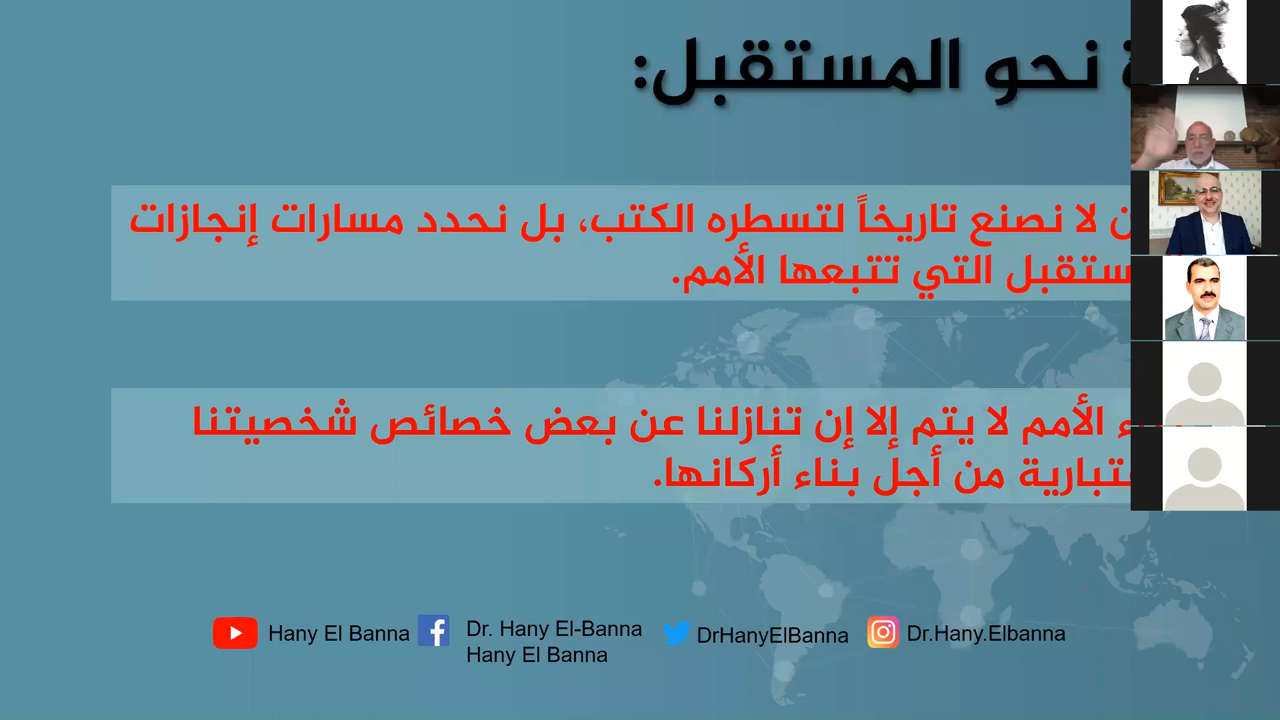 نحو المستقبل:
لا نصنع تاريخاً لتسطره الكتب، بل نحدد مسارات إنجازات
التي تتبعها الأمم.
الأمم لا يتم إلا إن تنازلنا عن بعض خصائص شخصيتنا
من أجل بناء أركانها.
Hany El Banna
Dr. Hany El-Banna
Hany El Banna
DrHanyElBanna
Dr.Hany.Elbanna